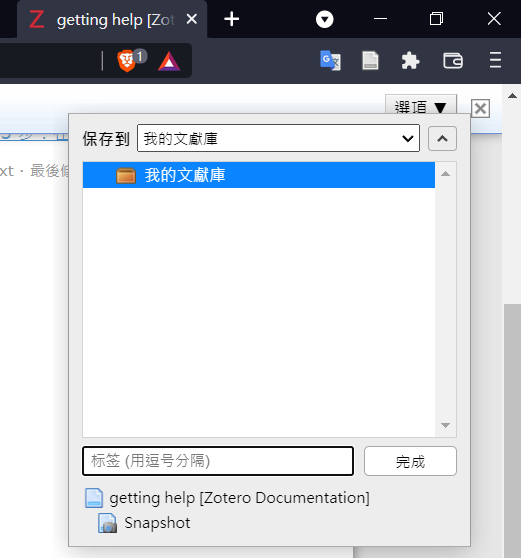 getting help [Zot
1
選項 ▼
xt · 最後
保存到 我的文獻庫
我的文獻庫
标签 (用逗号分隔)
完成
getting help [Zotero Documentation]
Snapshot